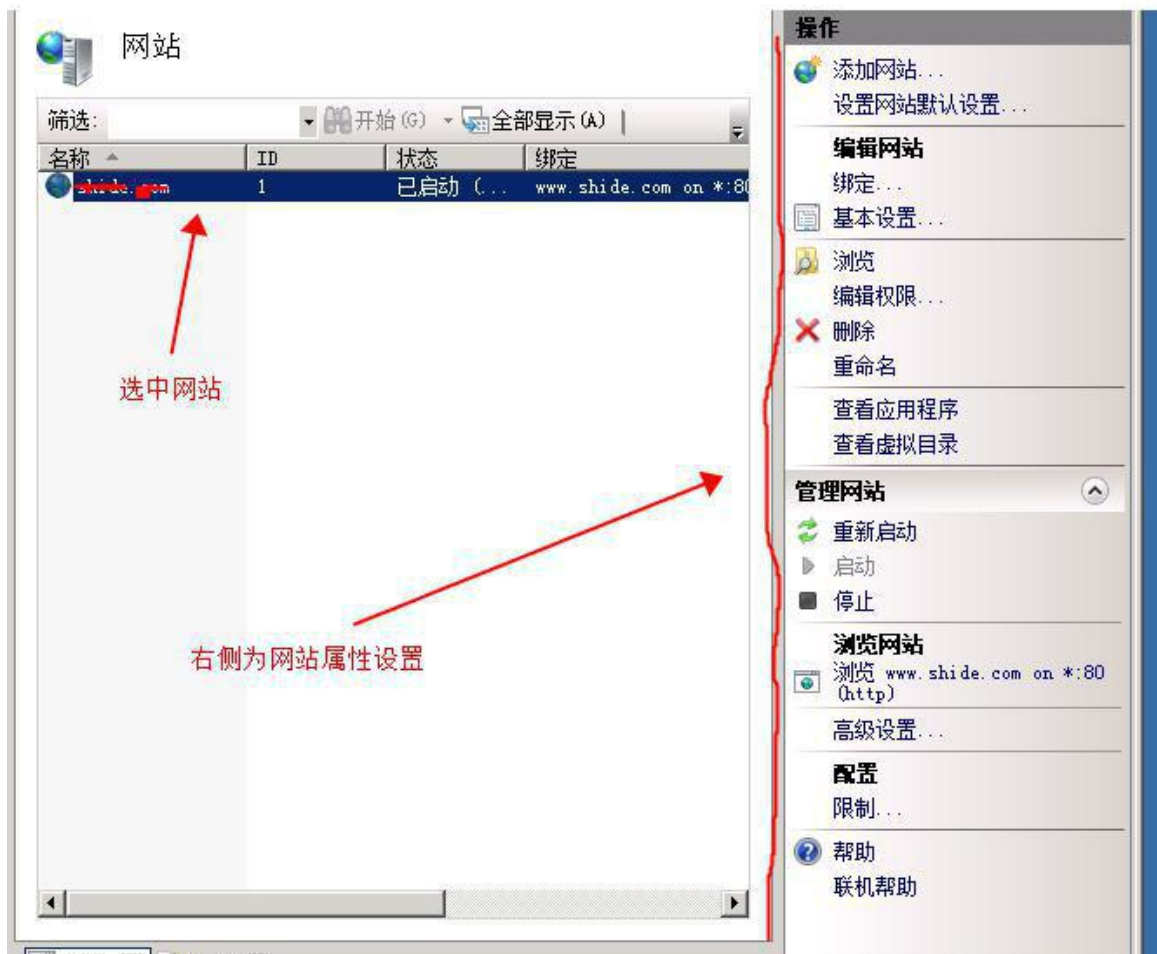 网站
筛选:
开始(G)
全部显示(A)
名称 ID 状态 绑定
shide.com 1 已启动 (... www.shide.com on *:80
选中网站
右侧为网站属性设置
操作
添加网站...
设置网站默认设置...
编辑网站
绑定...
基本设置...
浏览
编辑权限...
删除
重命名
查看应用程序
查看虚拟目录
管理网站
重新启动
启动
停止
浏览网站
浏览 www.shide.com on *:80
(http)
高级设置...
配置
限制...
帮助
联机帮助